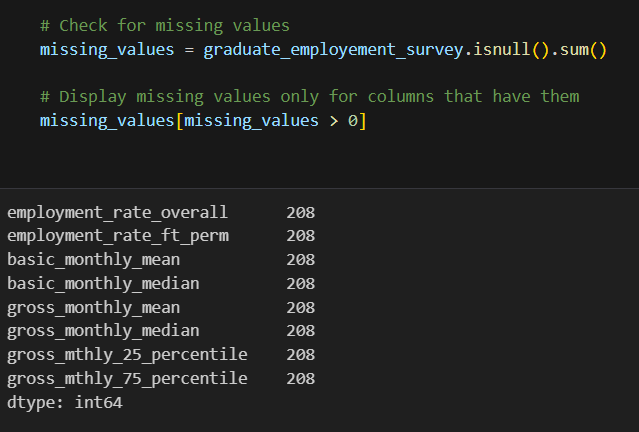 # Check for missing values
missing_values = graduate_employement_survey.isnull().sum()
# Display missing values only for columns that have them
missing_values[missing_values > 0]
employment_rate_overall 208
employment_rate_ft_perm 208
basic_monthly_mean 208
basic_monthly_median 208
gross_monthly_mean 208
gross_monthly_median 208
gross_mthly_25_percentile 208
gross_mthly_75_percentile 208
dtype: int64